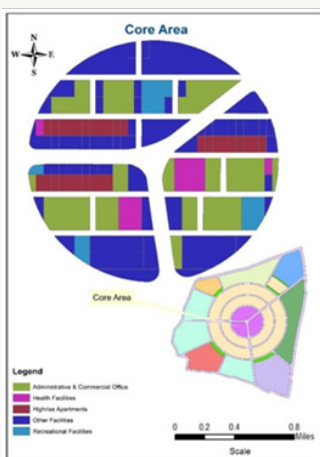 Core Area
N
W E
S
Core Area
Legend
Administrative & Commercial Office
Health Facilities
Highrise Apartments
Other Facilities
Recreational Facilities
0 0.2 0.4 0.8
Miles
Scale